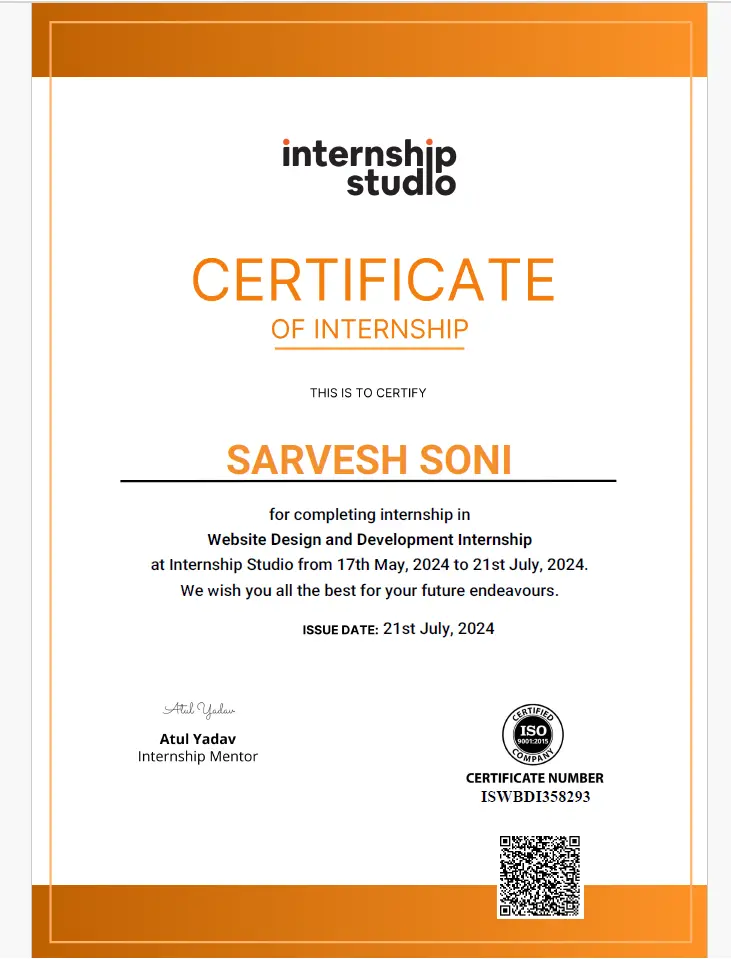 internship
studio
CERTIFICATE
OF INTERNSHIP
THIS IS TO CERTIFY
SARVESH SONI
for completing internship in
Website Design and Development Internship
at Internship Studio from 17th May, 2024 to 21st July, 2024.
We wish you all the best for your future endeavours.
ISSUE DATE: 21st July, 2024
Atul Yadav
Atul Yadav
Internship Mentor
CERTIFIED
ISO
9001:2015
COMPANY
CERTIFICATE NUMBER
ISWBDI358293